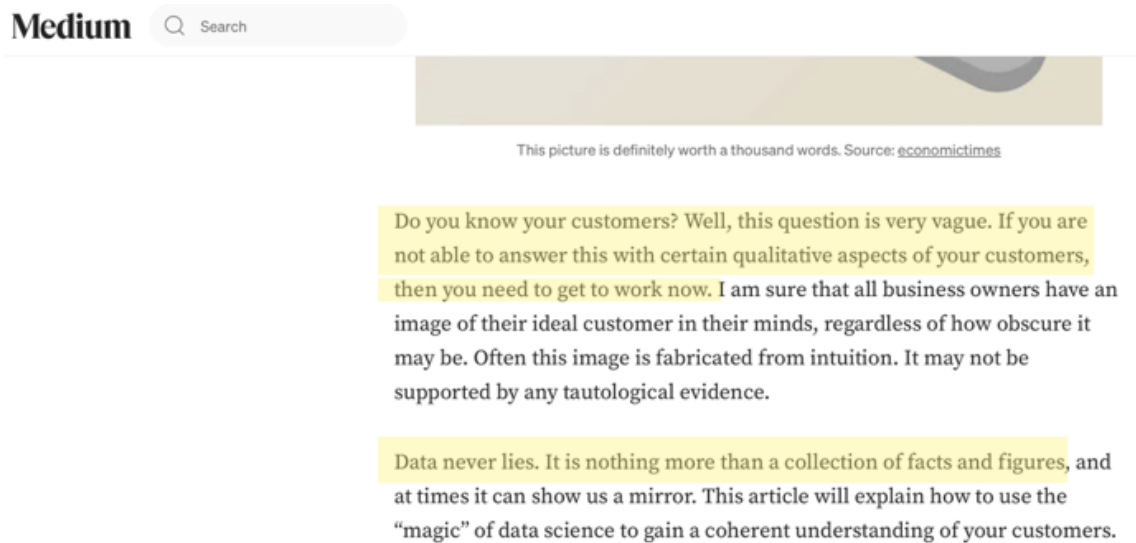 Medium
Search
This picture is definitely worth a thousand words. Source: economictimes
Do you know your customers? Well, this question is very vague. If you are
not able to answer this with certain qualitative aspects of your customers,
then you need to get to work now. I am sure that all business owners have an
image of their ideal customer in their minds, regardless of how obscure it
may be. Often this image is fabricated from intuition. It may not be
supported by any tautological evidence.
Data never lies. It is nothing more than a collection of facts and figures, and
at times it can show us a mirror. This article will explain how to use the
“magic” of data science to gain a coherent understanding of your customers.